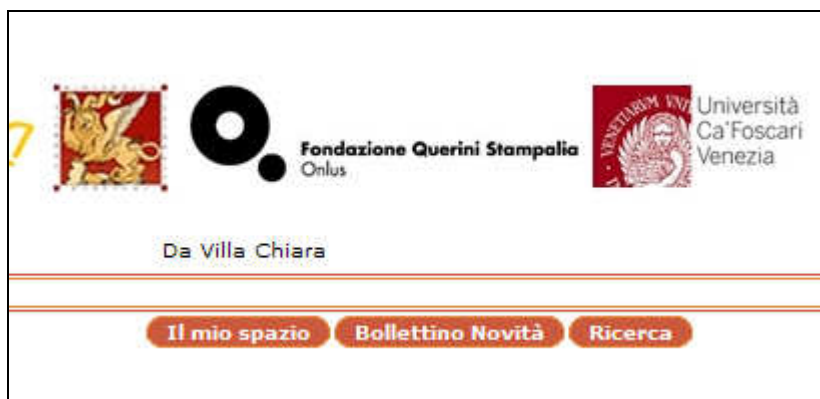 Fondazione Querini Stampalia
Onlus
Università
Ca'Foscari
Venezia
Da Villa Chiara
Il mio spazio Bollettino Novità Ricerca